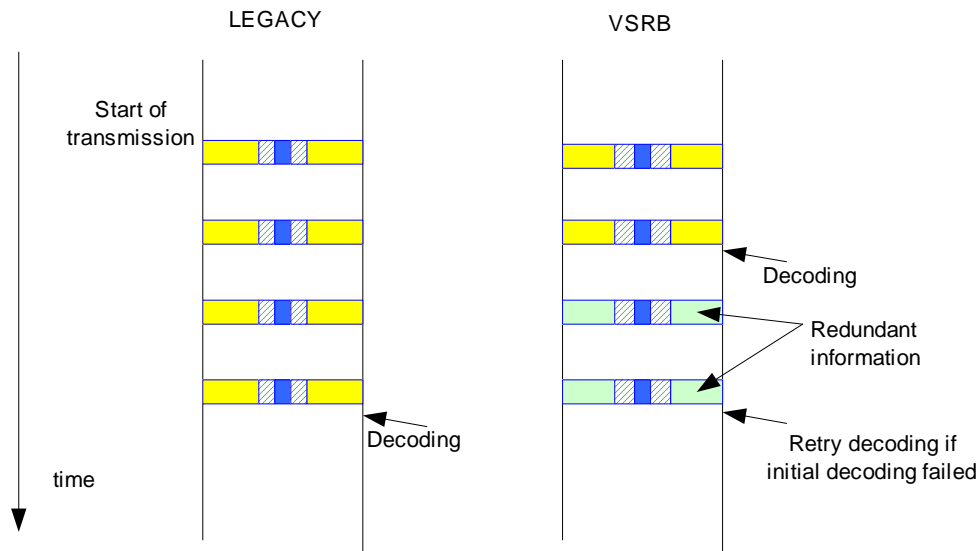 LEGACY
VSRB
Start of
transmission
Decoding
Redundant
information
Decoding
Retry decoding if
initial decoding failed
time